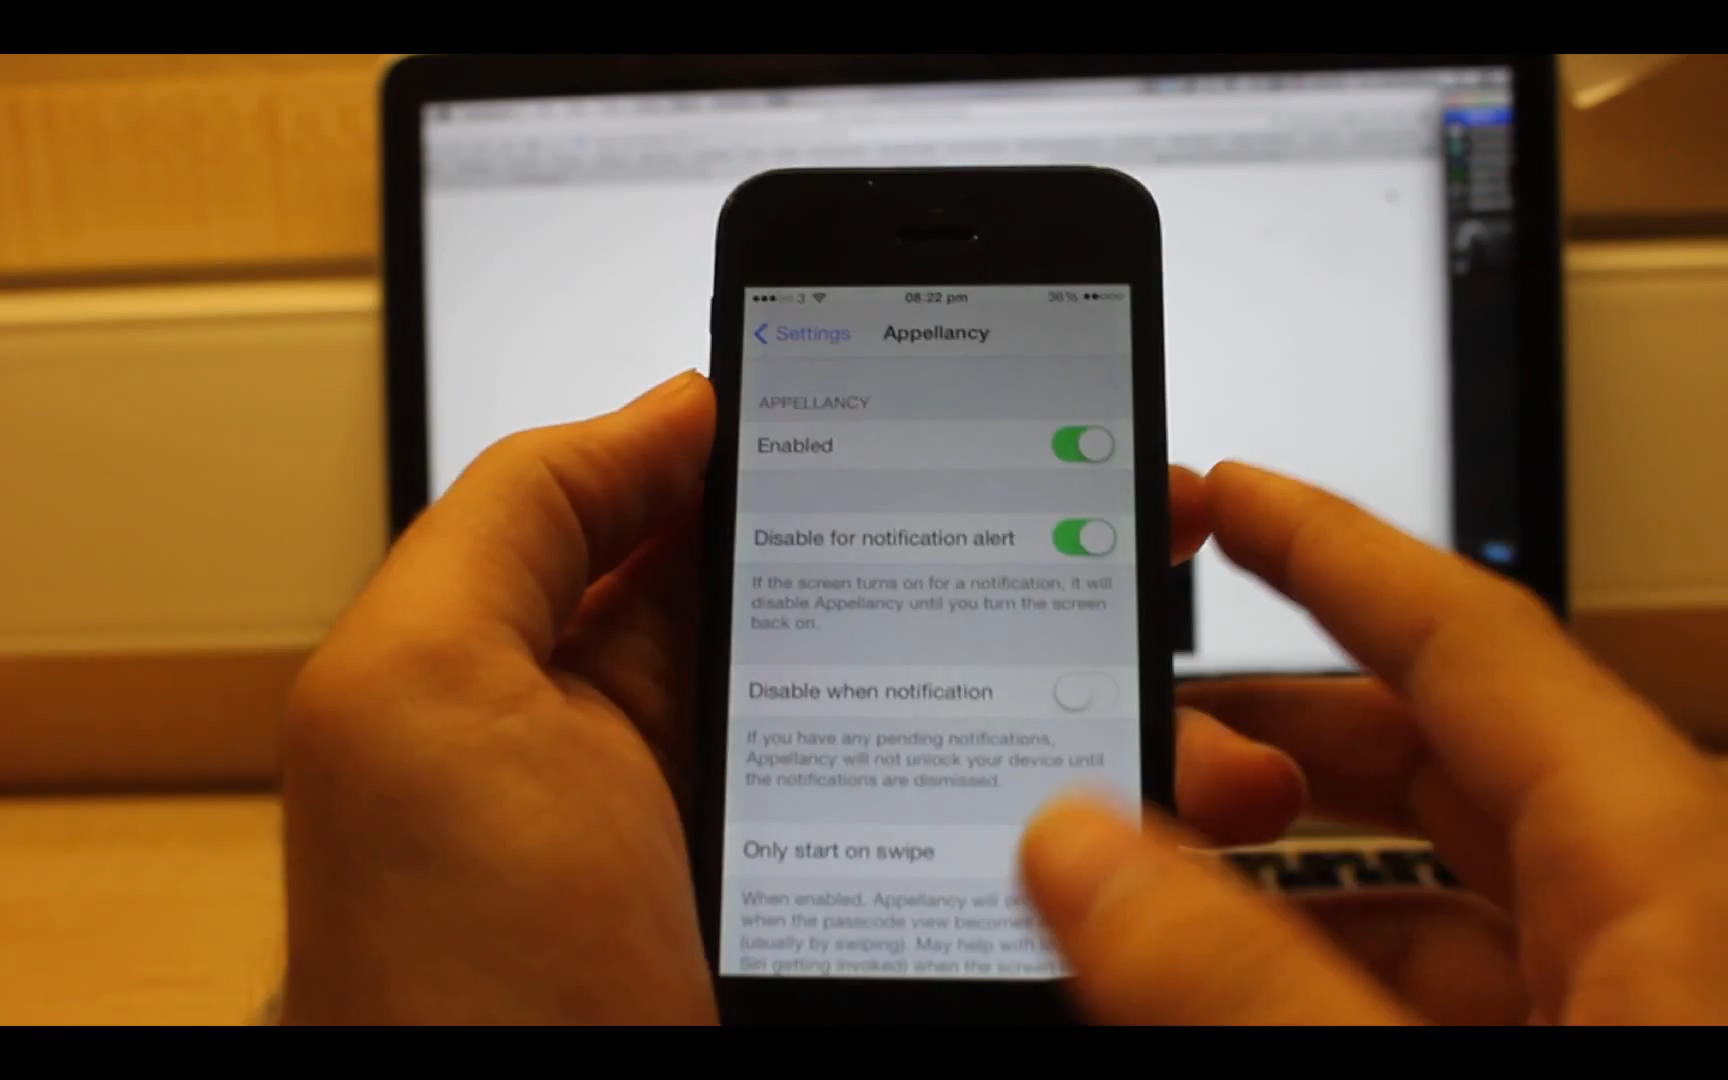 3 08:22 pm 36%
Settings Appellancy
APPELLANCY
Enabled
Disable for notification alert
If the screen turns on for a notification, it will
disable Appellancy until you turn the screen
back on.
Disable when notification
If you have any pending notifications,
Appellancy will not unlock your device until
the notifications are dismissed.
Only start on swipe
When enabled, Appellancy will
when the passcode view becomes
(usually by swiping). May help with
Siri getting invoked) when the screen